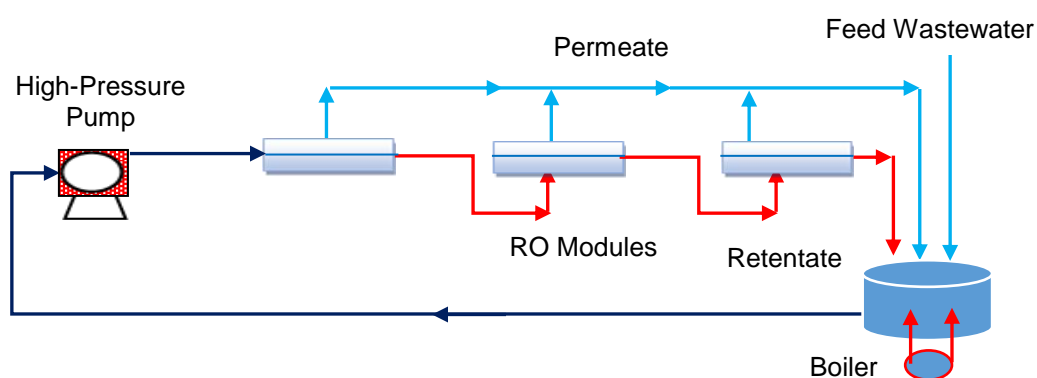 Feed Wastewater
Permeate
High-Pressure
Pump
RO Modules
Retentate
Boiler